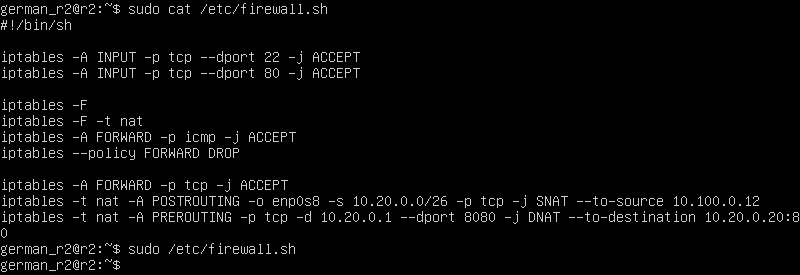 german_r2@r2:~$ sudo cat /etc/firewall.sh
#!/bin/sh
iptables -A INPUT -p tcp --dport 22 -j ACCEPT
iptables -A INPUT -p tcp --dport 80 -j ACCEPT
iptables -F
iptables -F -t nat
iptables -A FORWARD -p icmp -j ACCEPT
iptables --policy FORWARD DROP
iptables -A FORWARD -p tcp -j ACCEPT
iptables -t nat -A POSTROUTING -o enp0s8 -s 10.20.0.0/26 -p tcp -j SNAT --to-source 10.100.0.12
iptables -t nat -A PREROUTING -p tcp -d 10.20.0.1 --dport 8080 -j DNAT --to-destination 10.20.0.20:8
0
german_r2@r2:~$ sudo /etc/firewall.sh
german_r2@r2:~$